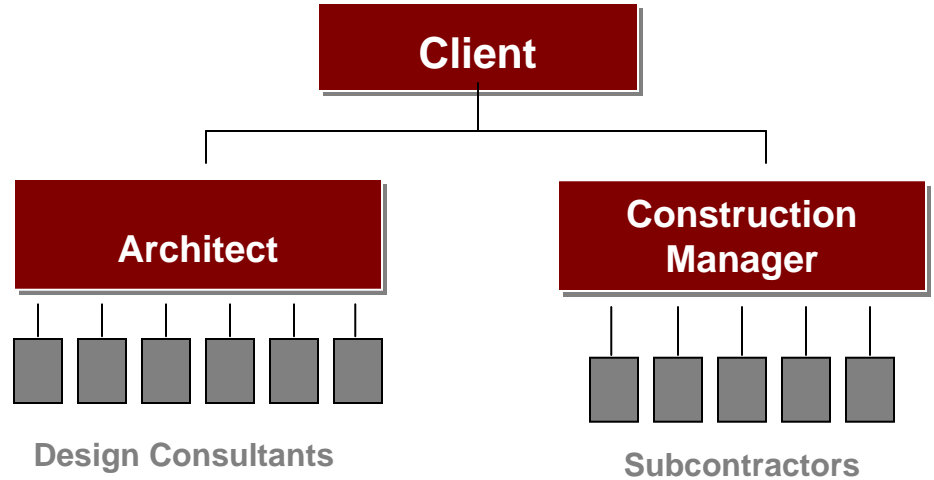 Client
Architect
Construction
Manager
Design Consultants
Subcontractors